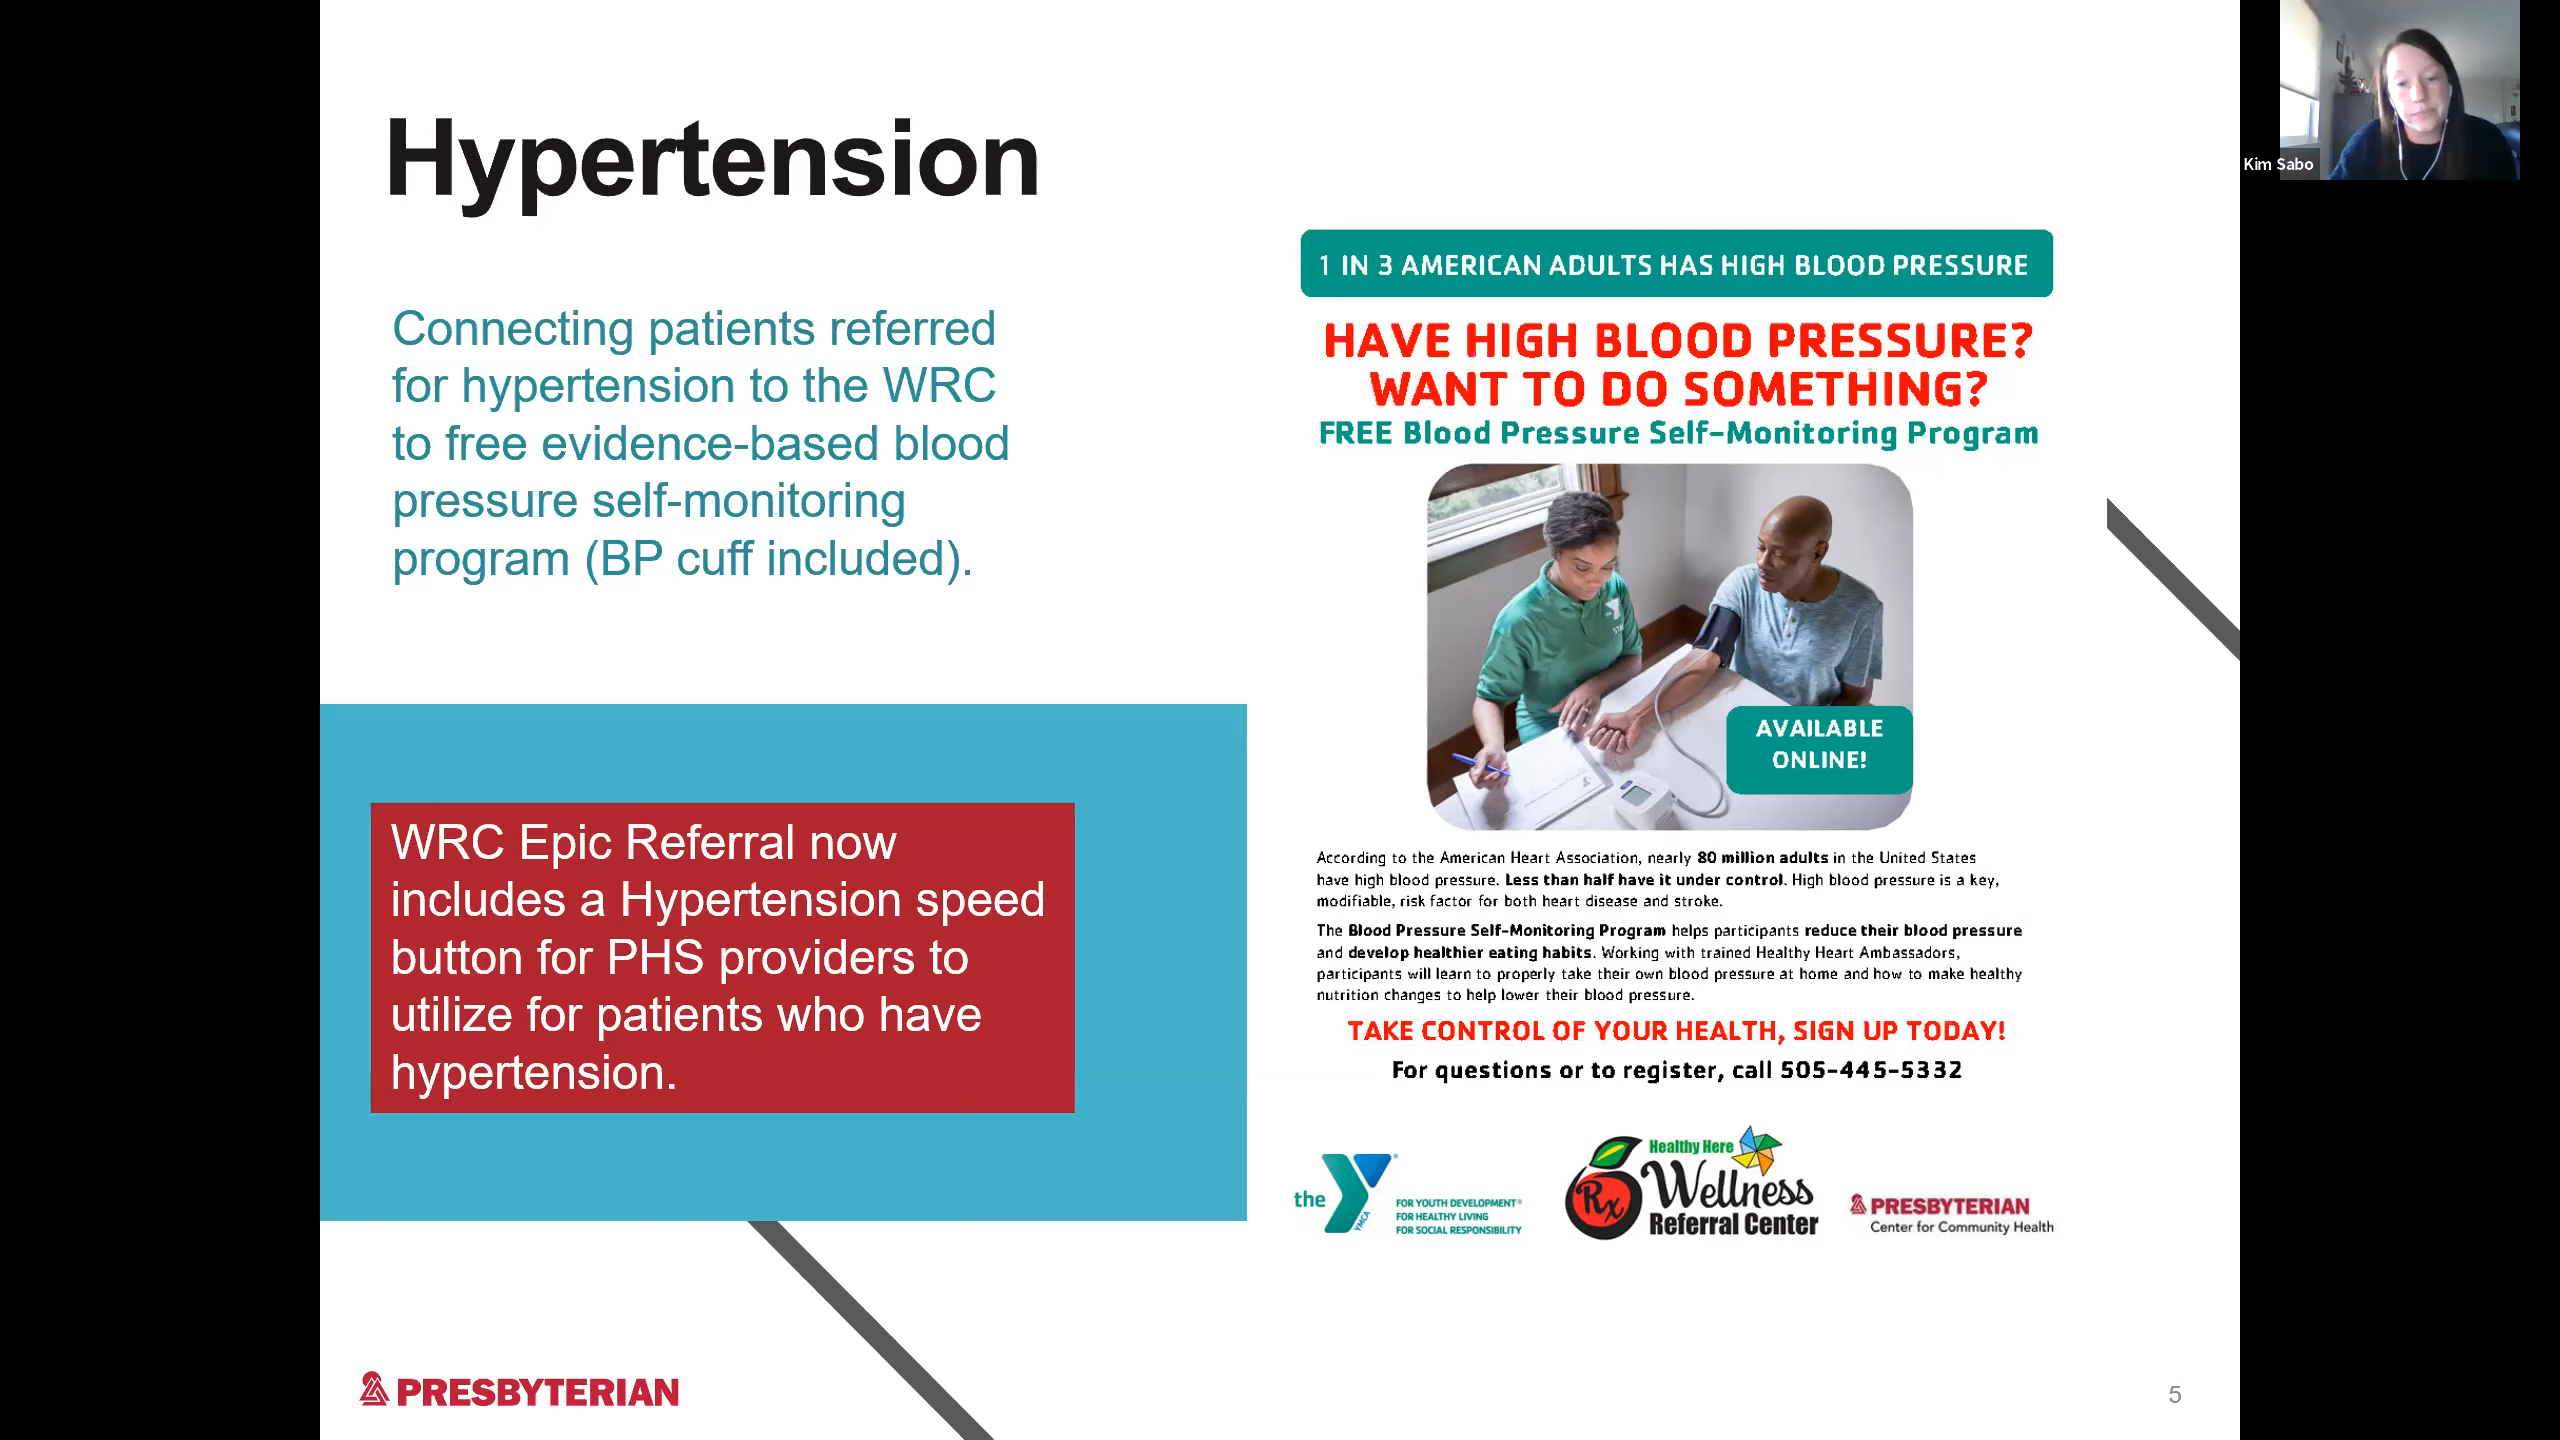 Hypertension
Connecting patients referred
for hypertension to the WRC
to free evidence-based blood
pressure self-monitoring
program (BP cuff included).
WRC Epic Referral now
includes a Hypertension speed
button for PHS providers to
utilize for patients who have
hypertension.
PRESBYTERIAN
1 IN 3 AMERICAN ADULTS HAS HIGH BLOOD PRESSURE
HAVE HIGH BLOOD PRESSURE?
WANT TO DO SOMETHING?
FREE Blood Pressure Self-Monitoring Program
AVAILABLE
ONLINE!
According to the American Heart Association, nearly 80 million adults in the United States
have high blood pressure. Less than half have it under control. High blood pressure is a key,
modifiable, risk factor for both heart disease and stroke.
The Blood Pressure Self-Monitoring Program helps participants reduce their blood pressure
and develop healthier eating habits. Working with trained Healthy Heart Ambassadors,
participants will learn to properly take their own blood pressure at home and how to make healthy
nutrition changes to help lower their blood pressure.
TAKE CONTROL OF YOUR HEALTH, SIGN UP TODAY!
For questions or to register, call 505-445-5332
the
YMCA
FOR YOUTH DEVELOPMENT®
FOR HEALTHY LIVING
FOR SOCIAL RESPONSIBILITY
Rx
Healthy Here
Wellness
Referral Center
PRESBYTERIAN
Center for Community Health
5
Kim Sabo